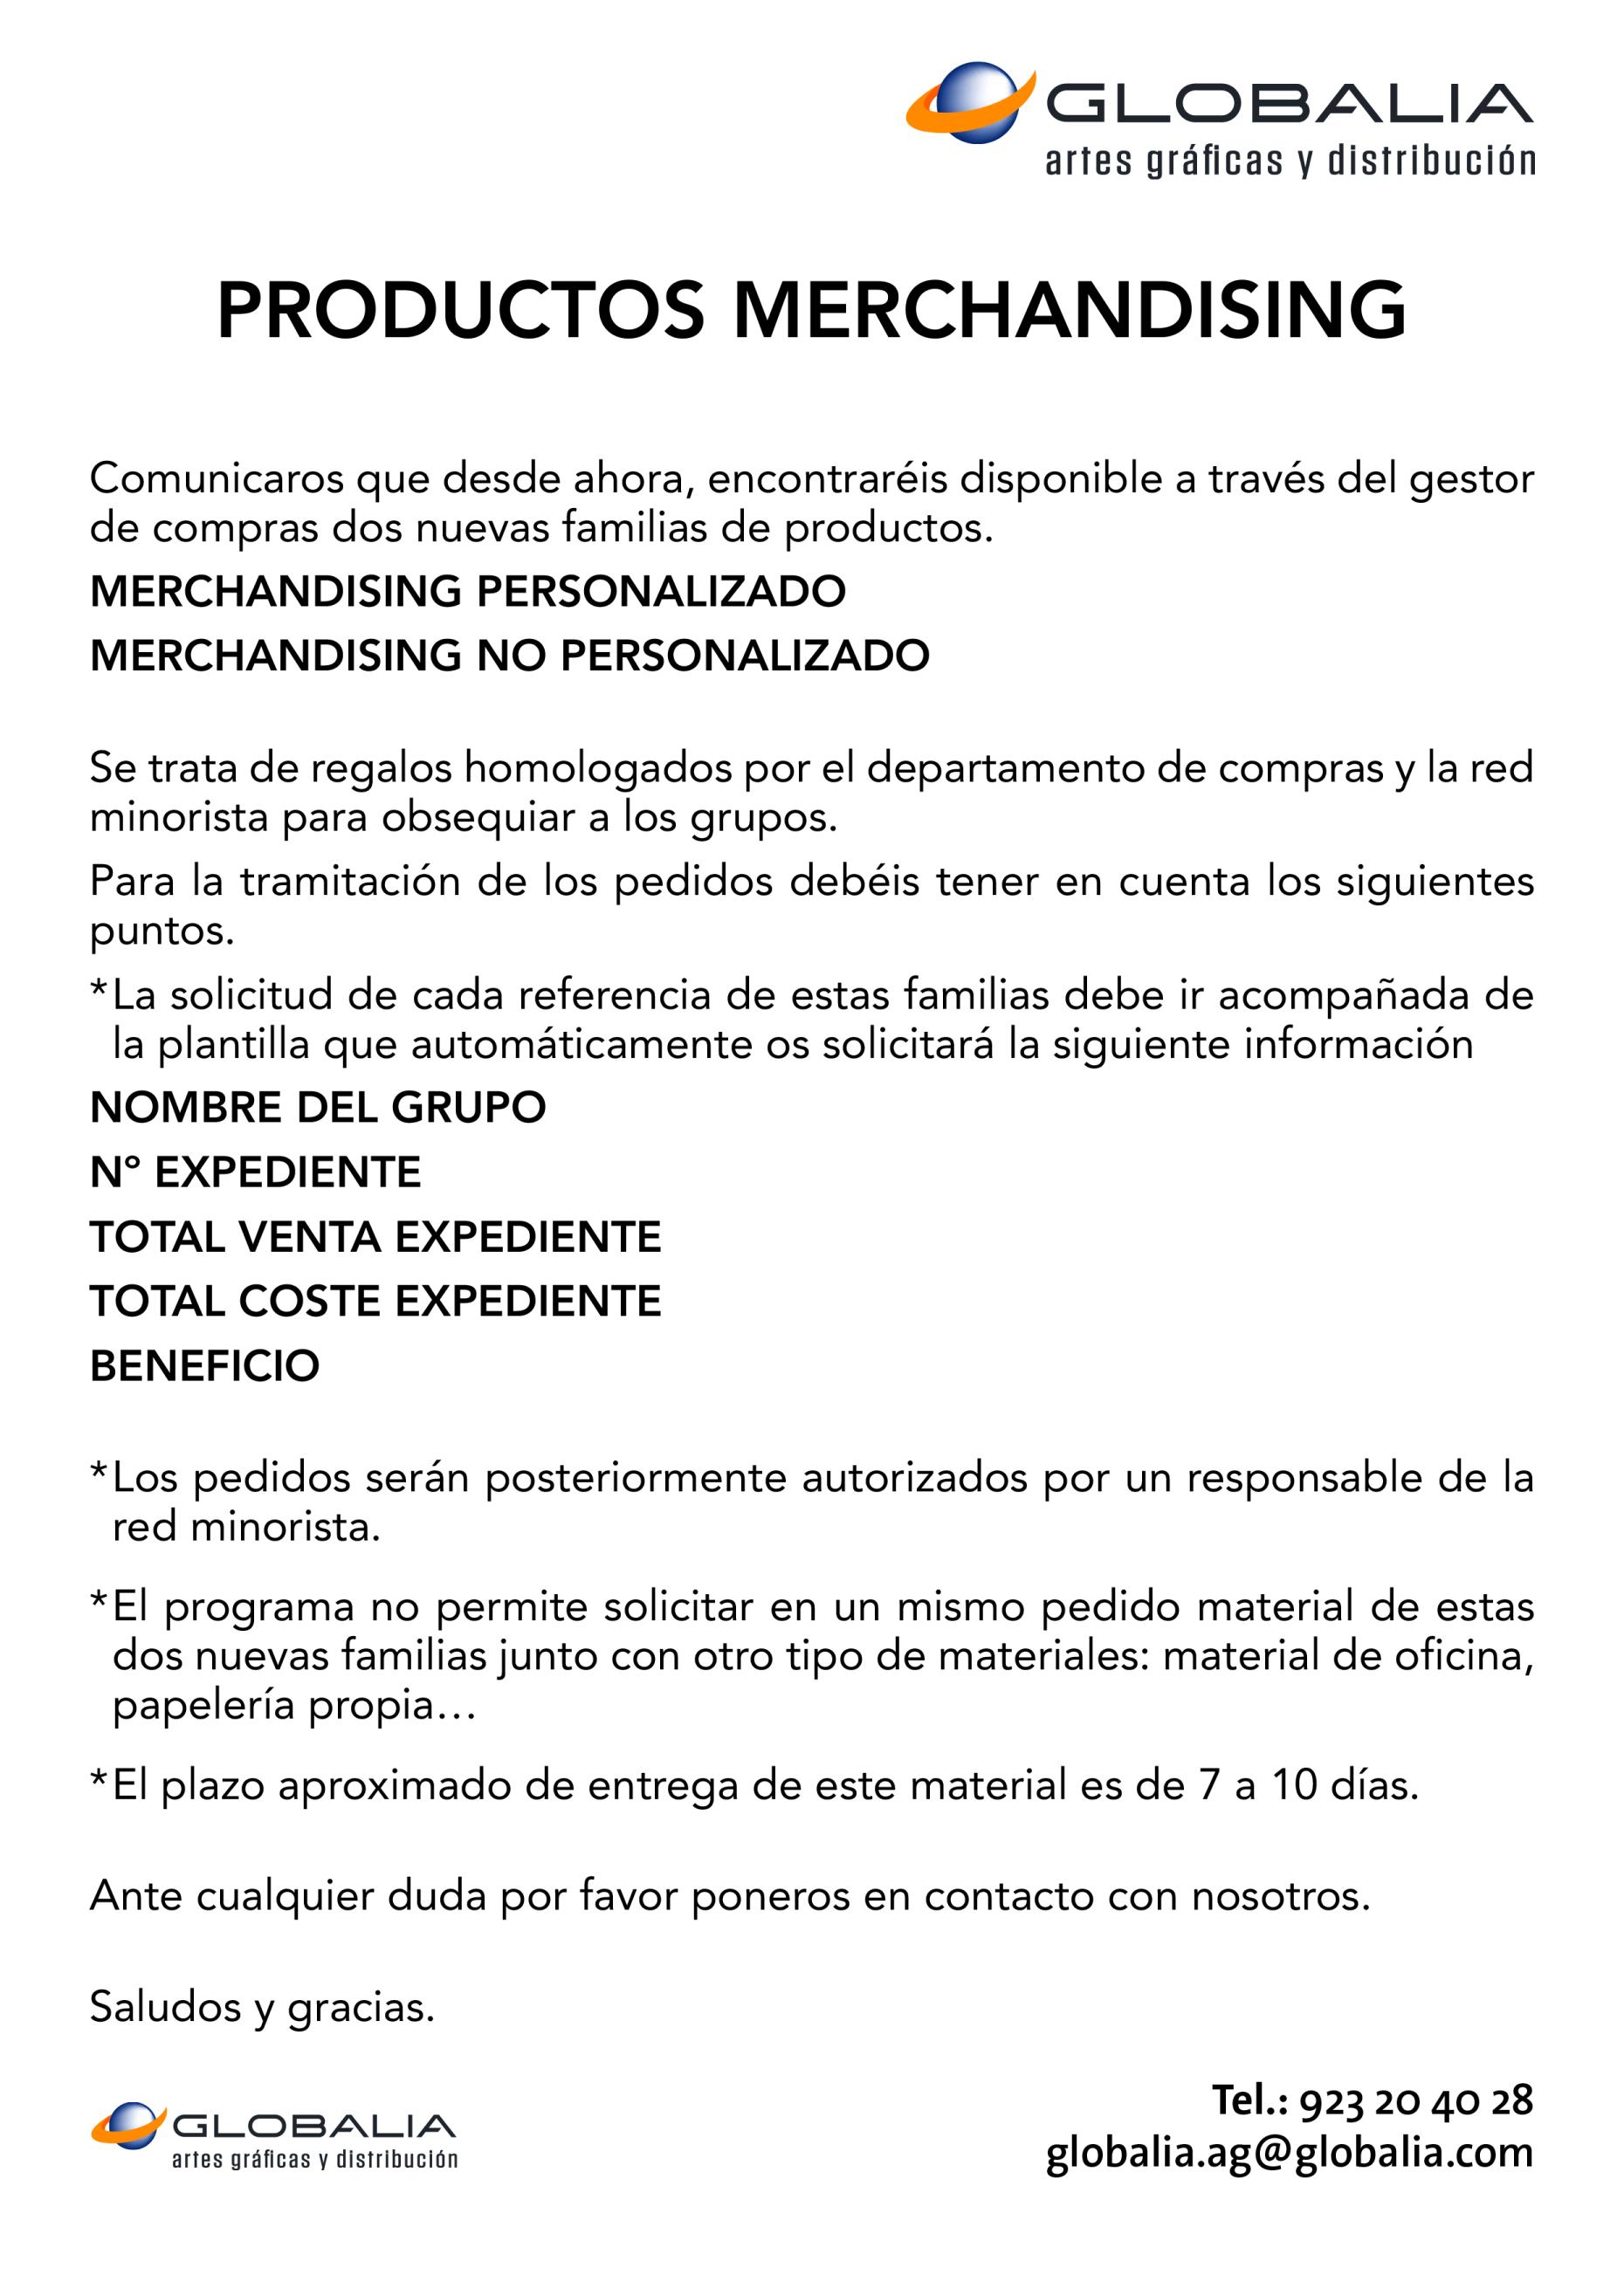 GLOBALIA
artes gráficas y distribución
PRODUCTOS MERCHANDISING
Comunicaros que desde ahora, encontraréis disponible a través del gestor
de compras dos nuevas familias de productos.
MERCHANDISING PERSONALIZADO
MERCHANDISING NO PERSONALIZADO
Se trata de regalos homologados por el departamento de compras y la red
minorista para obsequiar a los grupos.
Para la tramitación de los pedidos debéis tener en cuenta los siguientes
puntos.
*La solicitud de cada referencia de estas familias debe ir acompañada de
la plantilla que automáticamente os solicitará la siguiente información
NOMBRE DEL GRUPO
Nº EXPEDIENTE
TOTAL VENTA EXPEDIENTE
TOTAL COSTE EXPEDIENTE
BENEFICIO
*Los pedidos serán posteriormente autorizados por un responsable de la
red minorista.
*El programa no permite solicitar en un mismo pedido material de estas
dos nuevas familias junto con otro tipo de materiales: material de oficina,
papelería propia…
*El plazo aproximado de entrega de este material es de 7 a 10 días.
Ante cualquier duda por favor poneros en contacto con nosotros.
Saludos y gracias.
GLOBALIA
artes gráficas y distribución
Tel.: 923 20 40 28
globalia.ag@globalia.com